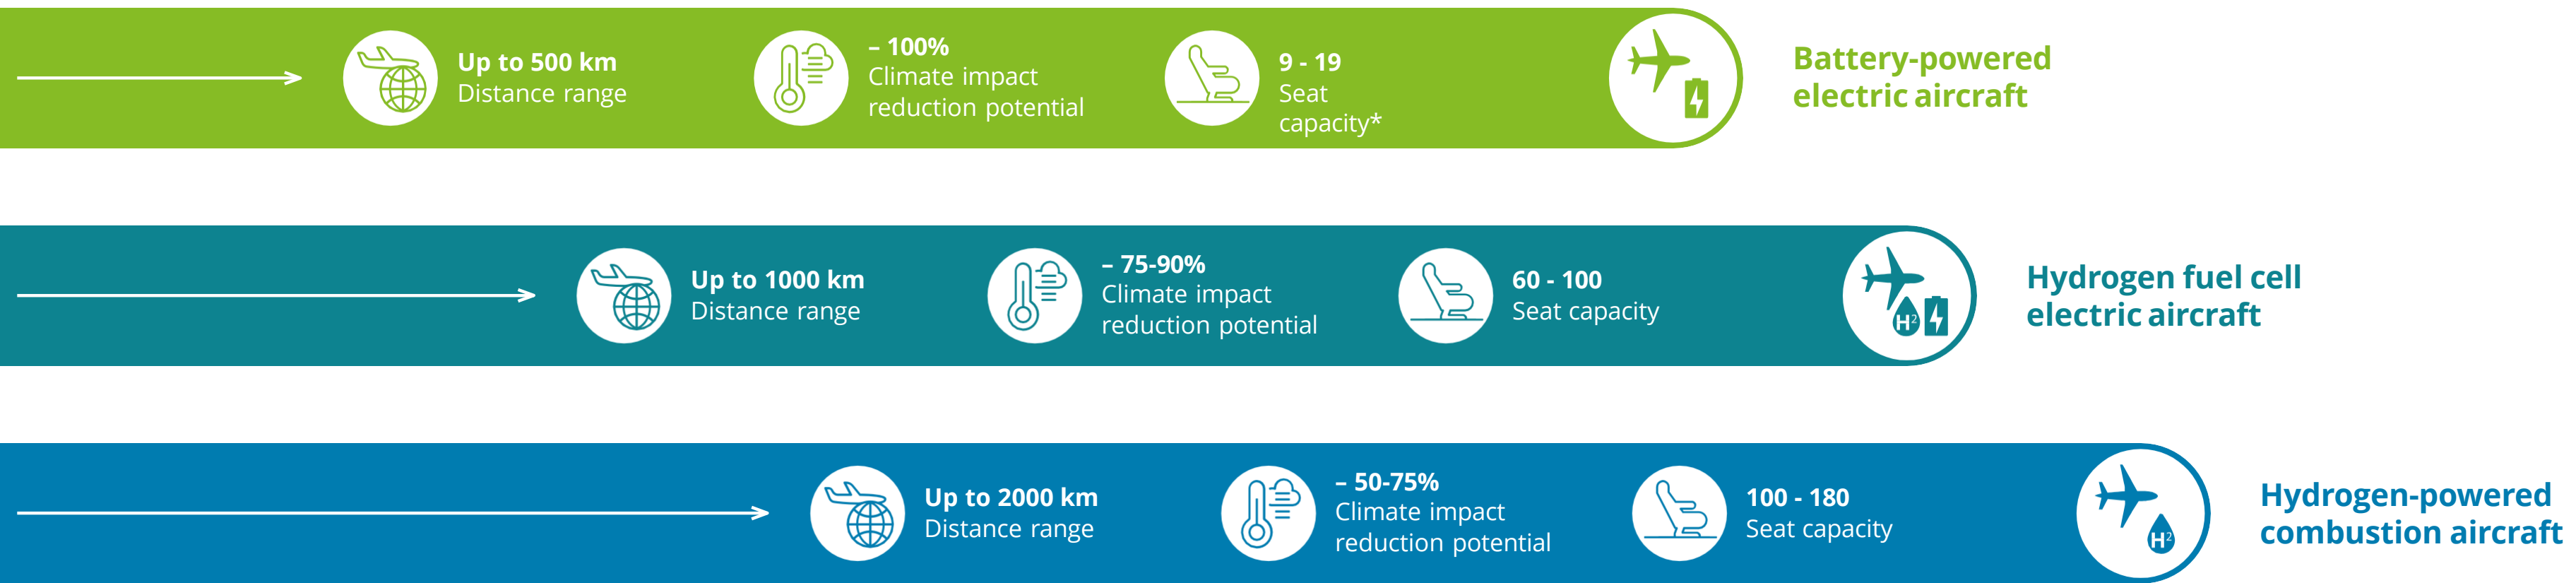 Up to 500 km
Distance range
– 100%
Climate impact
reduction potential
9 - 19
Seat
capacity*
Battery-powered
electric aircraft
Up to 1000 km
Distance range
– 75-90%
Climate impact
reduction potential
60 - 100
Seat capacity
H²
Hydrogen fuel cell
electric aircraft
Up to 2000 km
Distance range
– 50-75%
Climate impact
reduction potential
100 - 180
Seat capacity
H²
Hydrogen-powered
combustion aircraft